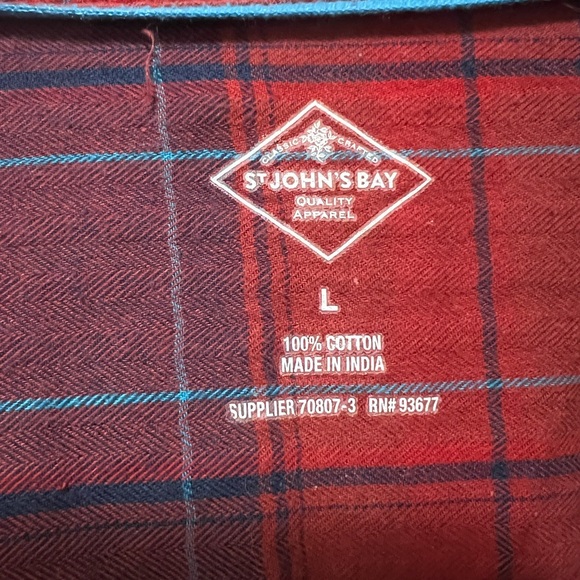 CLASSIC CRAFTED
ST JOHN'S BAY
QUALITY
APPAREL
L
100% COTTON
MADE IN INDIA
SUPPLIER 70807-3 RN# 93677